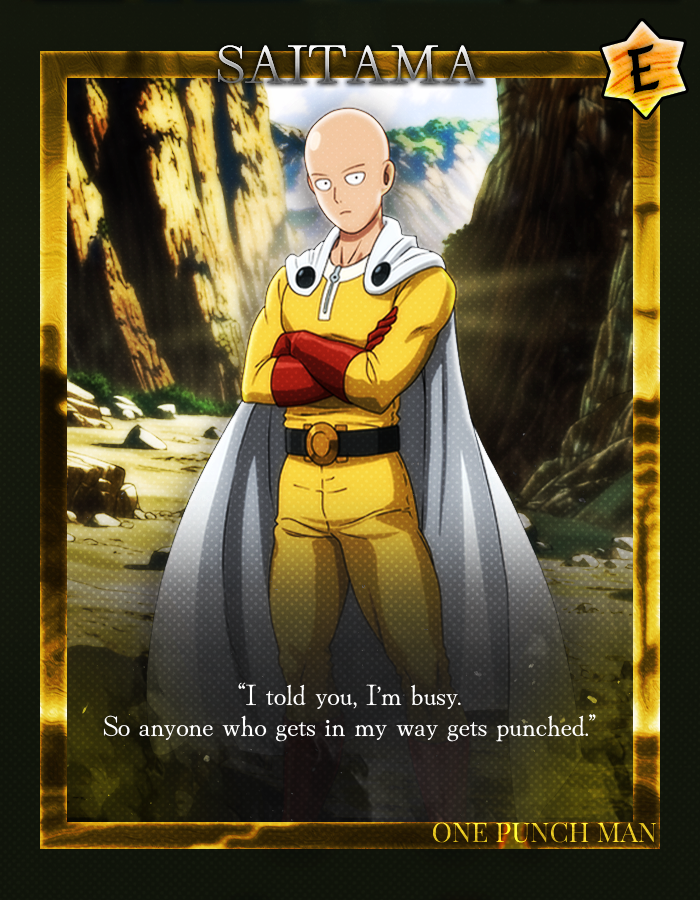 SAITAMA
E
“I told you, I’m busy.
So anyone who gets in my way gets punched.”
ONE PUNCH MAN